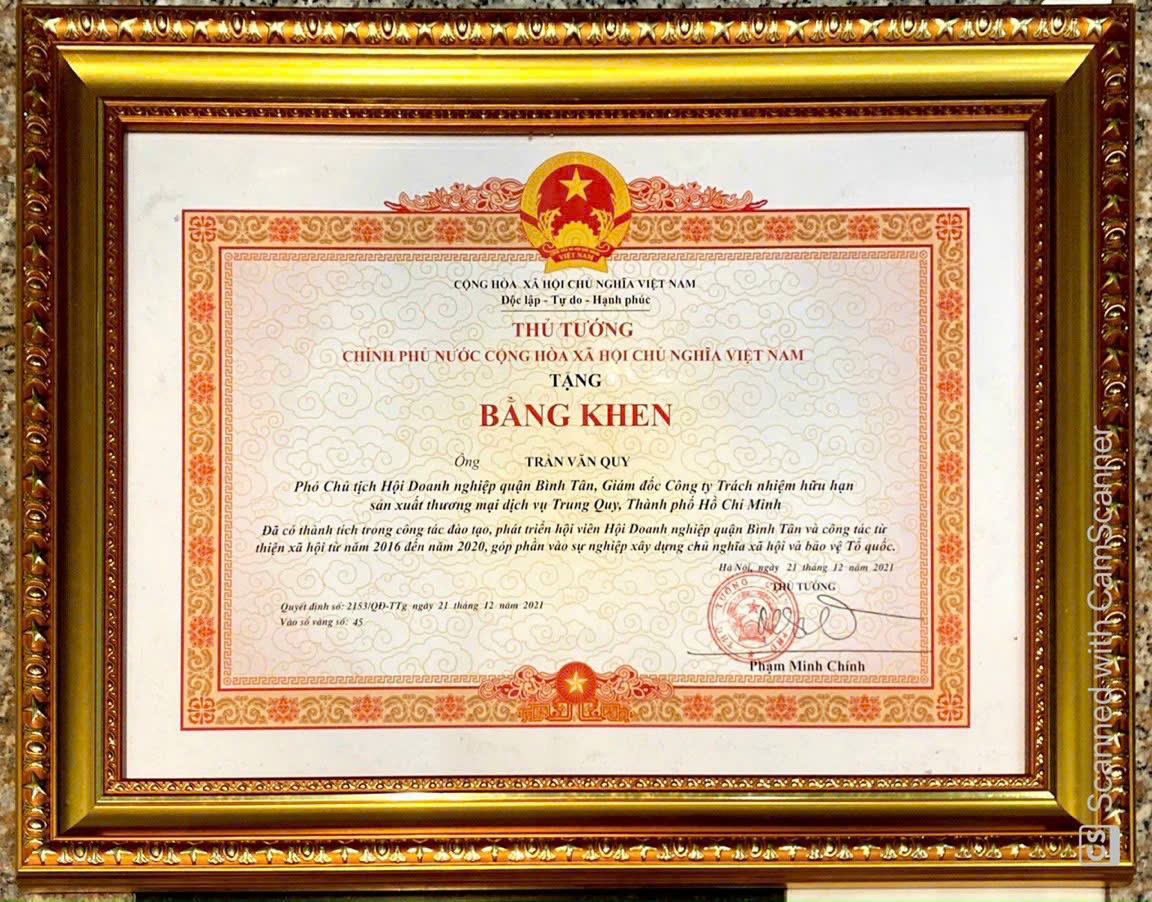 VIỆT NAM
CỘNG HÒA XÃ HỘI CHỦ NGHĨA VIỆT NAM
Độc lập - Tự do - Hạnh phúc
THỦ TƯỚNG
CHÍNH PHỦ NƯỚC CỘNG HÒA XÃ HỘI CHỦ NGHĨA VIỆT NAM
TẶNG
BẰNG KHEN
Ông TRẦN VĂN QUY
Phó Chủ tịch Hội Doanh nghiệp quận Bình Tân, Giám đốc Công ty Trách nhiệm hữu hạn
sản xuất thương mại dịch vụ Trung Quy, Thành phố Hồ Chí Minh
Đã có thành tích trong công tác đào tạo, phát triển hội viên Hội Doanh nghiệp quận Bình Tân và công tác từ
thiện xã hội từ năm 2016 đến năm 2020, góp phần vào sự nghiệp xây dựng chủ nghĩa xã hội và bảo vệ Tổ quốc.
Hà Nội, ngày 21 tháng 12 năm 2021
THỦ TƯỚNG
Quyết định số: 2153/QĐ-TTg ngày 21 tháng 12 năm 2021
Vào sổ vàng số: 45
Phạm Minh Chính
CS Scanned with CamScanner